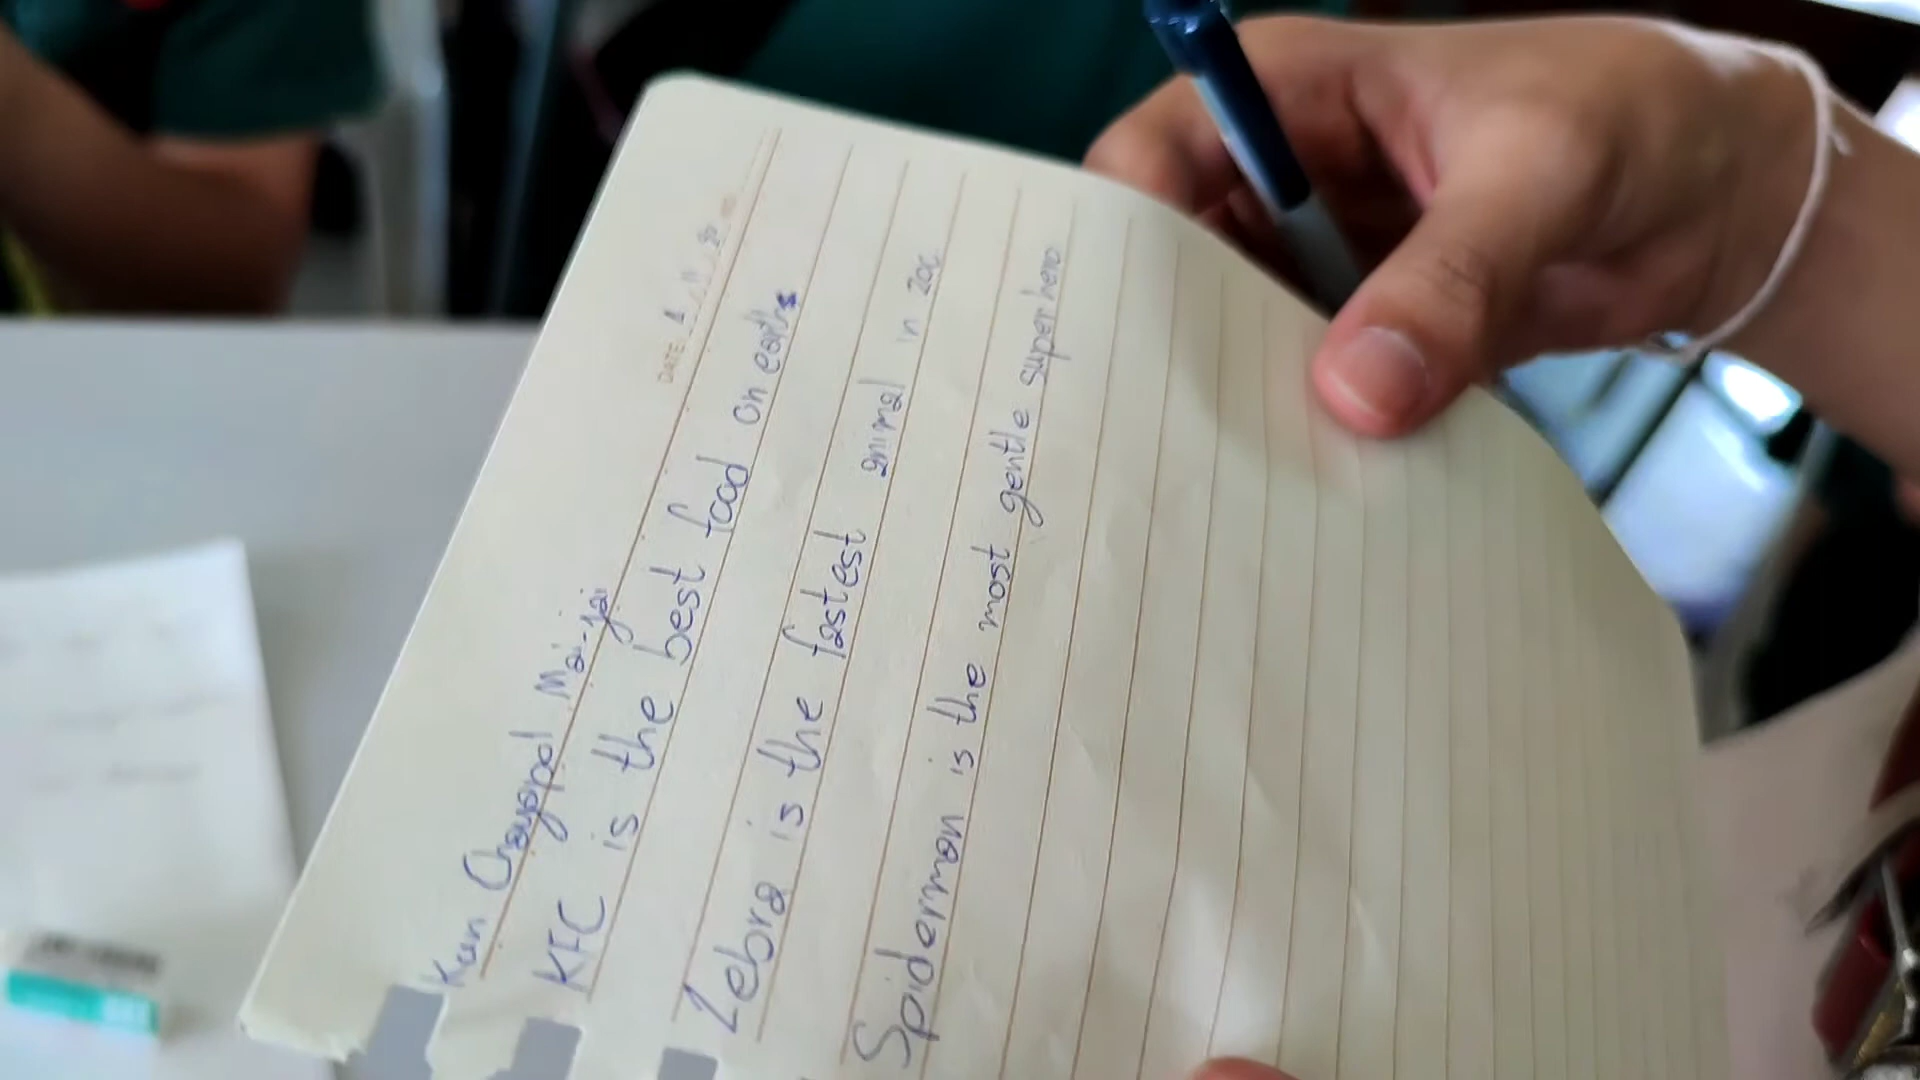 DATE
KFC is the best food on earths
Zebra is the fastest animal in zoo
Spiderman is the most gentle super hero